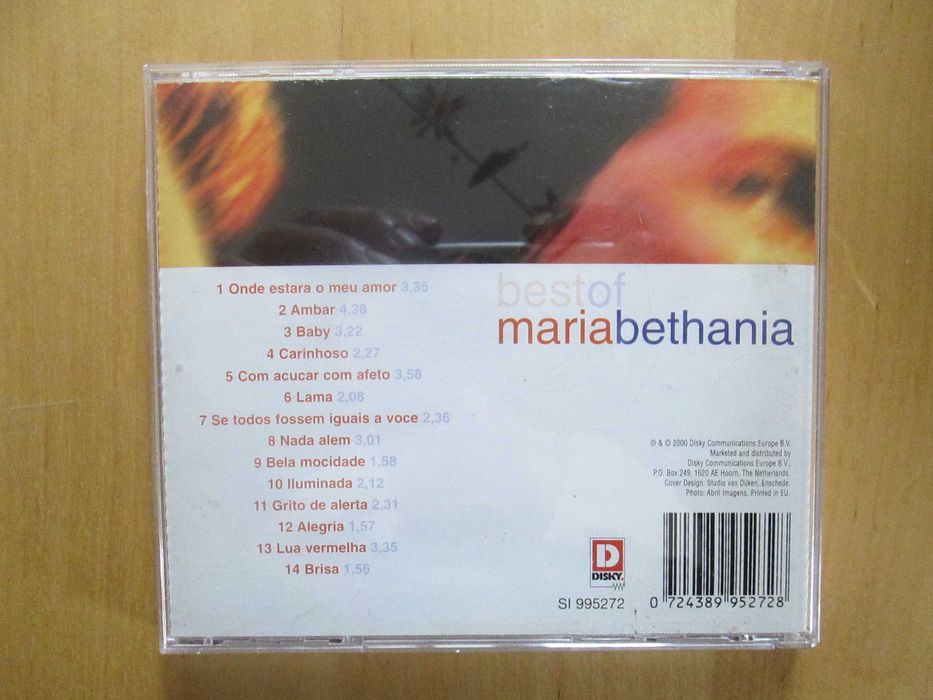 1 Onde estara o meu amor 3,35
2 Ambar 4,38
3 Baby 3,22
4 Carinhoso 2,27
5 Com acucar com afeto 3,58
6 Lama 2,08
7 Se todos fossem iguais a voce 2,36
8 Nada alem 3,01
9 Bela mocidade 1,58
10 Iluminada 2,12
11 Grito de alerta 2,31
12 Alegria 1,57
13 Lua vermelha 3,35
14 Brisa 1,56
bestof
mariabethania
℗ & © 2000 Disky Communications Europe B.V.
Marketed and distributed by
Disky Communications Europe B.V.,
P.O. Box 249, 1620 AE Hoorn, The Netherlands.
Cover Design: Studio van Dijken, Enschede.
Photo: Abril Imagens. Printed in EU.
D
DISKY.
SI 995272
0 724389 952728